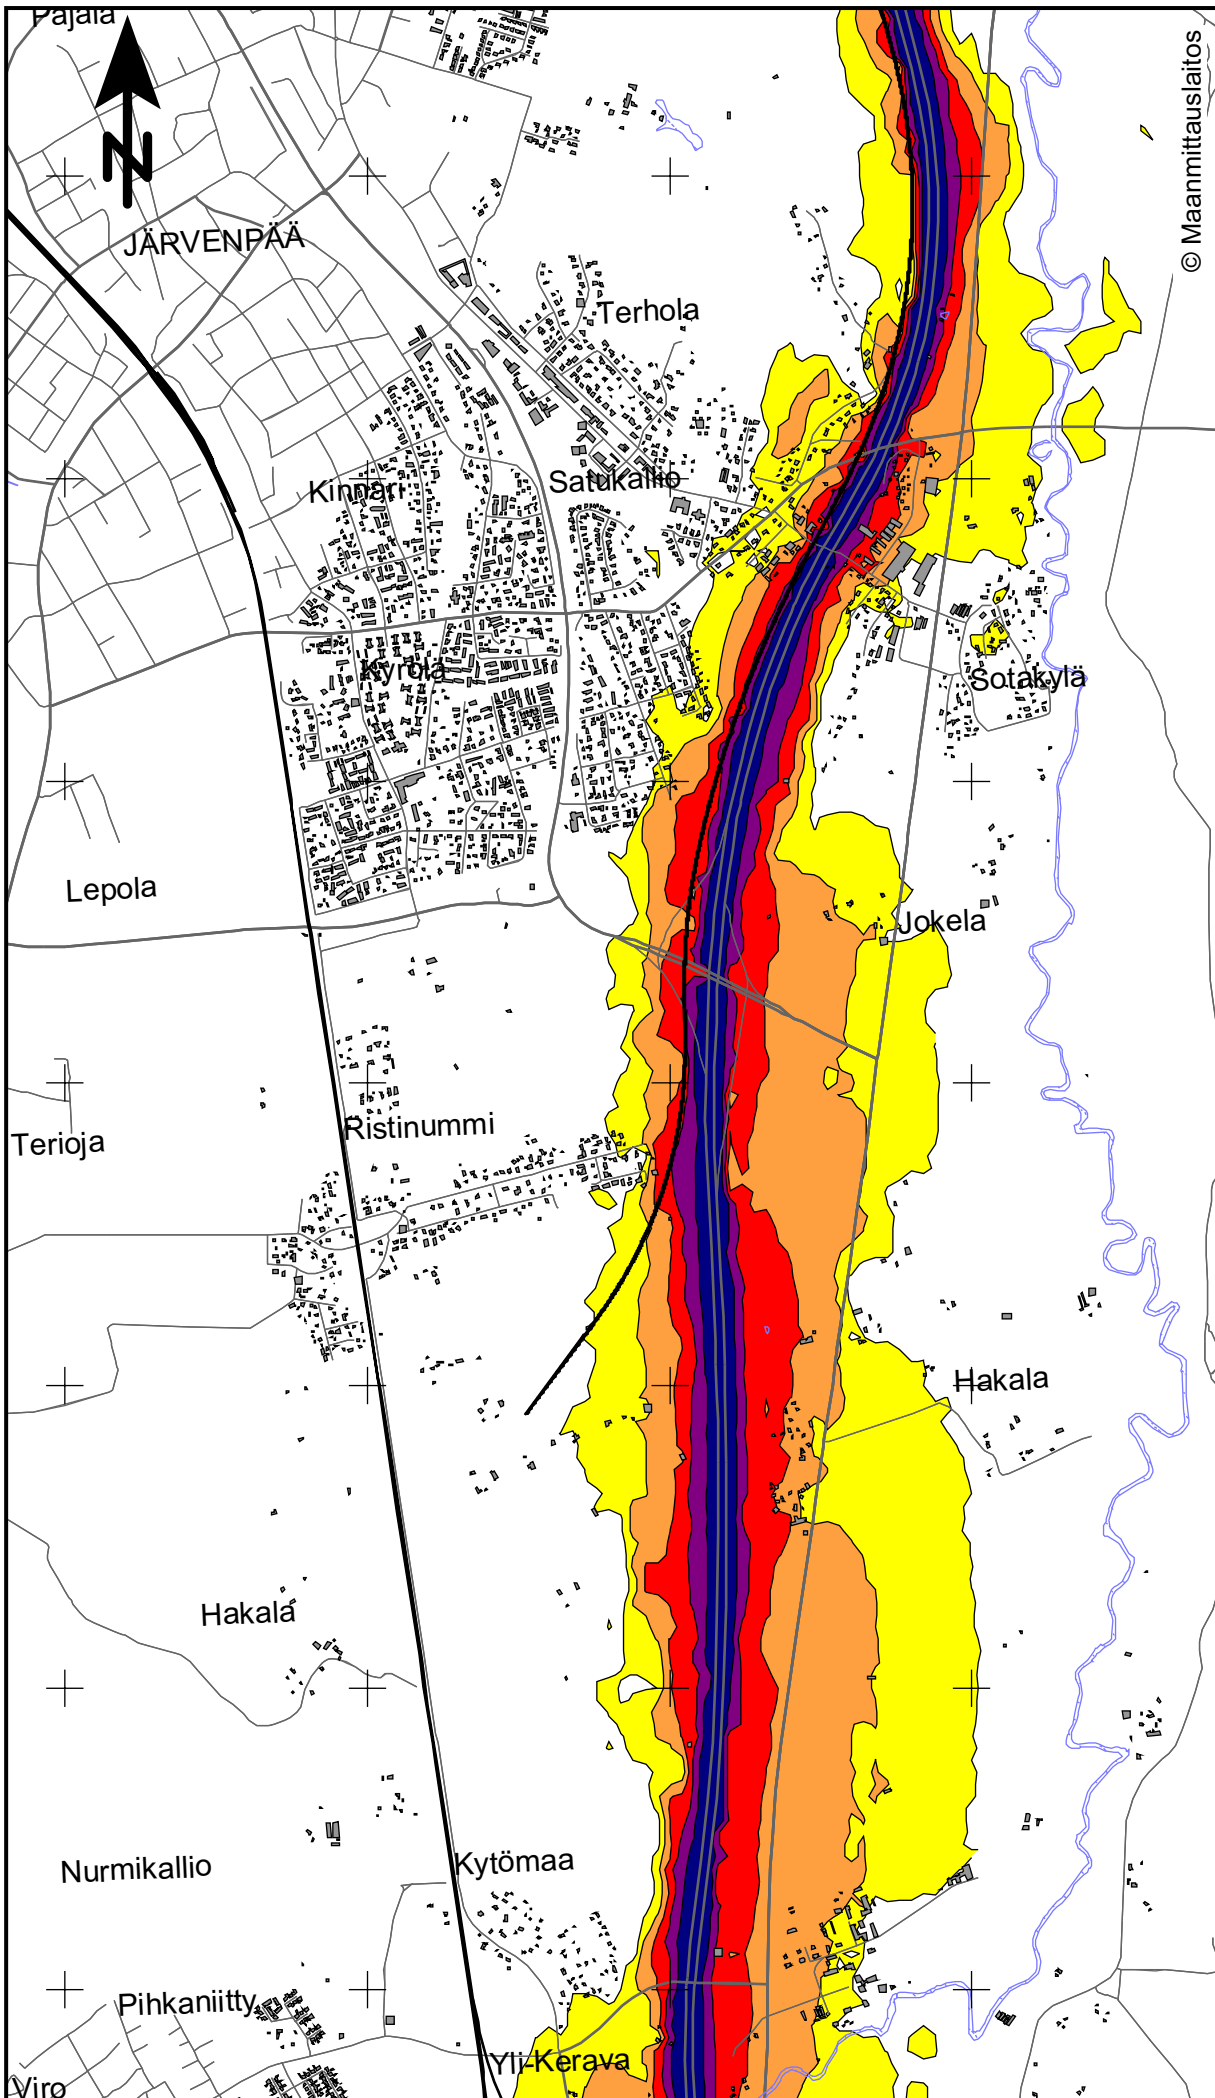 Pajala
© Maanmittauslaitos
N
JÄRVENPÄÄ
Terhola
Satukallio
Kinnari
Kyrölä
Sotakylä
Lepola
Jokela
Ristinummi
Terioja
Hakala
Hakala
Kytömaa
Nurmikallio
Pihkaniitty
Yli-Kerava
Viro